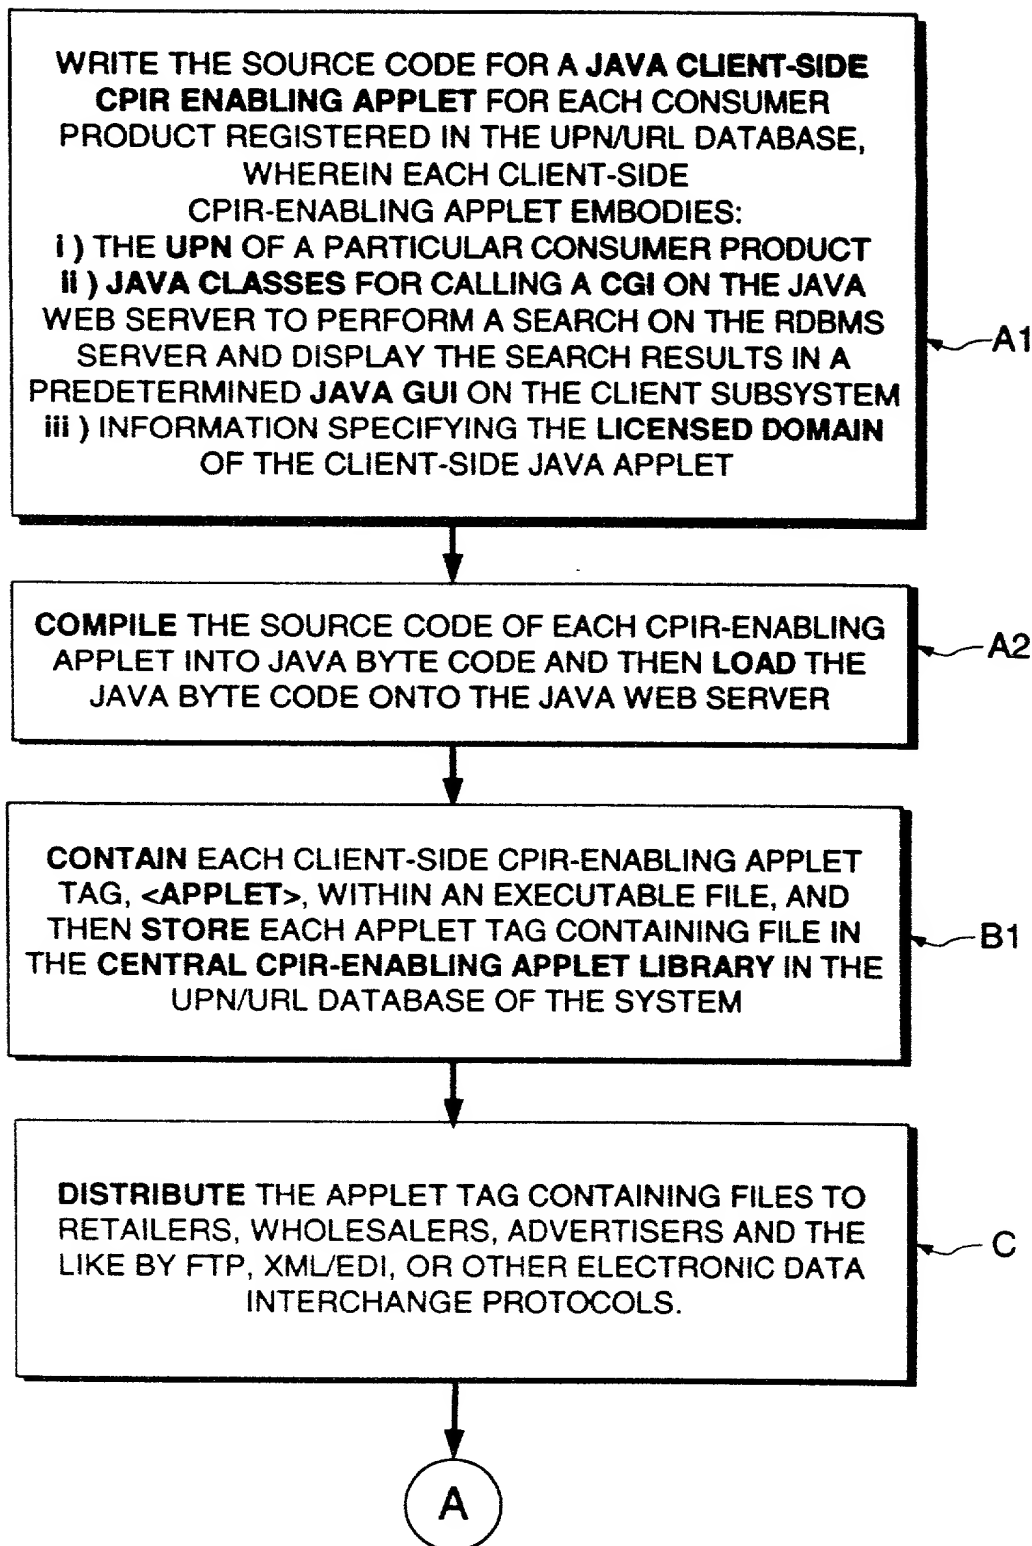 WRITE THE SOURCE CODE FOR A JAVA CLIENT-SIDE
CPIR ENABLING APPLET FOR EACH CONSUMER
PRODUCT REGISTERED IN THE UPN/URL DATABASE,
WHEREIN EACH CLIENT-SIDE
CPIR-ENABLING APPLET EMBODIES:
i ) THE UPN OF A PARTICULAR CONSUMER PRODUCT
ii ) JAVA CLASSES FOR CALLING A CGI ON THE JAVA
WEB SERVER TO PERFORM A SEARCH ON THE RDBMS
SERVER AND DISPLAY THE SEARCH RESULTS IN A
PREDETERMINED JAVA GUI ON THE CLIENT SUBSYSTEM
iii ) INFORMATION SPECIFYING THE LICENSED DOMAIN
OF THE CLIENT-SIDE JAVA APPLET
A1
COMPILE THE SOURCE CODE OF EACH CPIR-ENABLING
APPLET INTO JAVA BYTE CODE AND THEN LOAD THE
JAVA BYTE CODE ONTO THE JAVA WEB SERVER
A2
CONTAIN EACH CLIENT-SIDE CPIR-ENABLING APPLET
TAG, <APPLET>, WITHIN AN EXECUTABLE FILE, AND
THEN STORE EACH APPLET TAG CONTAINING FILE IN
THE CENTRAL CPIR-ENABLING APPLET LIBRARY IN THE
UPN/URL DATABASE OF THE SYSTEM
B1
DISTRIBUTE THE APPLET TAG CONTAINING FILES TO
RETAILERS, WHOLESALERS, ADVERTISERS AND THE
LIKE BY FTP, XML/EDI, OR OTHER ELECTRONIC DATA
INTERCHANGE PROTOCOLS.
C
A